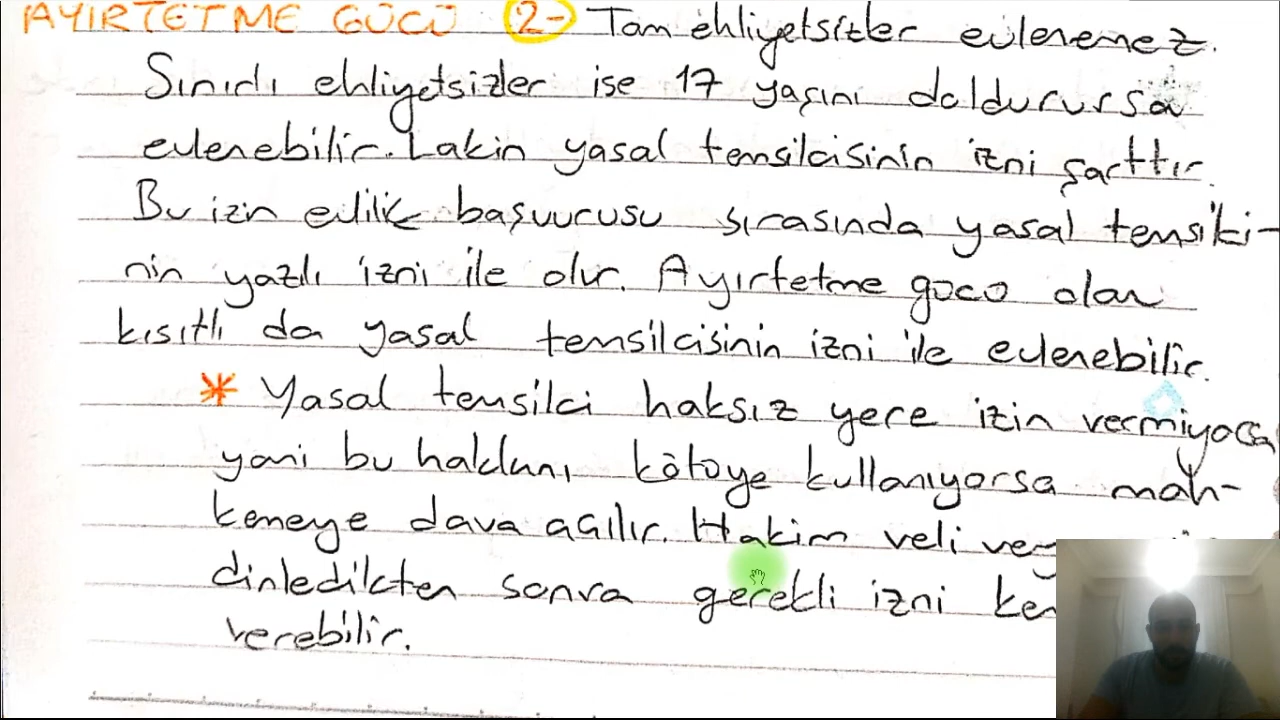 AYIRTETME GÜCÜ 2-) Tam ehliyetsizler evlenemez.
Sınırlı ehliyetsizler ise 17 yaşını doldurursa
evlenebilir. Lakin yasal temsilcisinin izni şarttır.
Bu izin evlilik başvurusu sırasında yasal temsilci-
nin yazılı izni ile olur. Ayırtetme gücü olan
kısıtlı da yasal temsilcisinin izni ile evlenebilir.
* Yasal temsilci haksız yere izin vermiyorsa
yani bu hakkını kötüye kullanıyorsa mah-
kemeye dava açılır. Hakim veli
dinledikten sonra gerekli izni
verebilir.